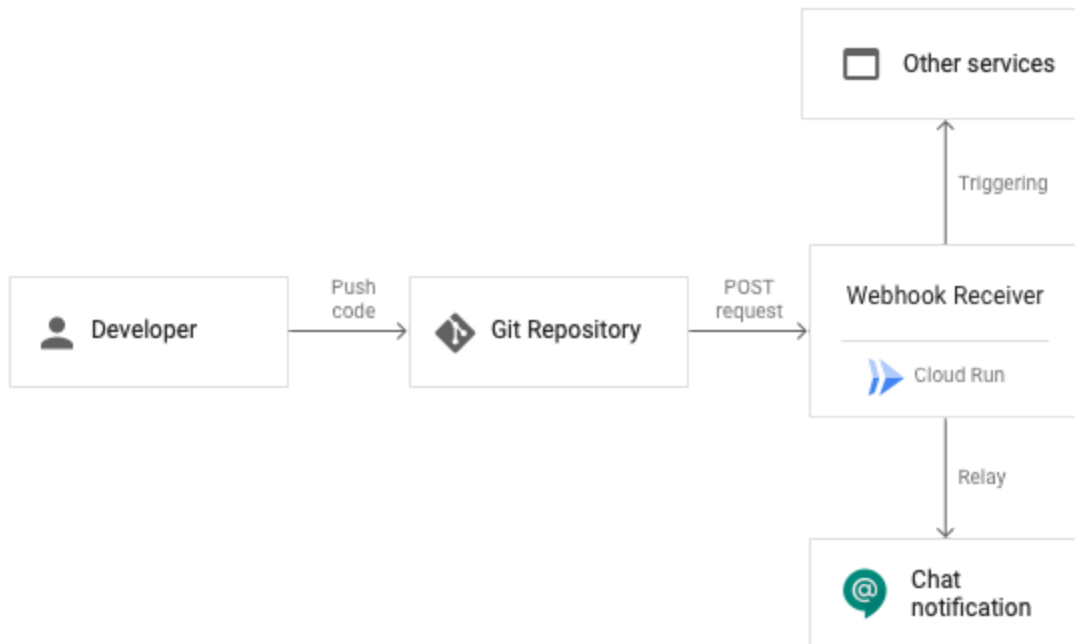 Other services
Triggering
Developer
Push
code
Git Repository
POST
request
Webhook Receiver
Cloud Run
Relay
Chat
notification